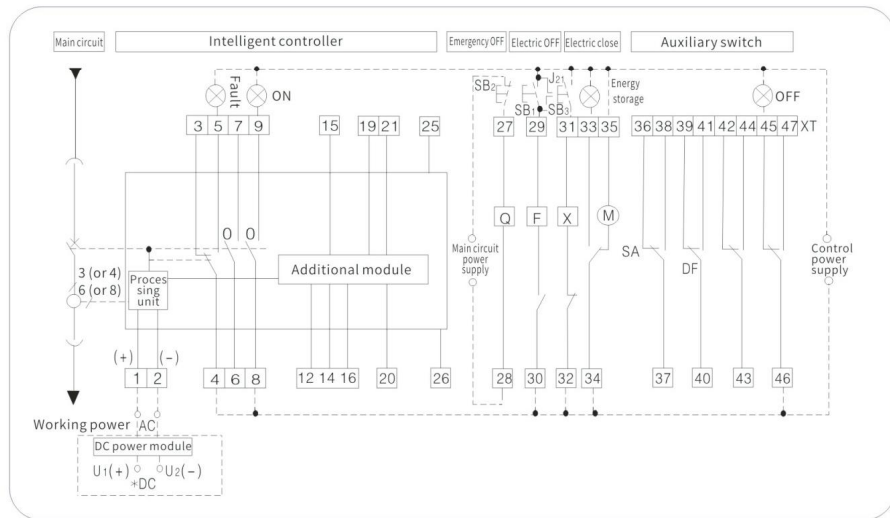 Main circuit
Intelligent controller
Emergency OFF
Electric OFF
Electric close
Auxiliary switch
Fault
ON
SB2
SB1
J21
SB3
Energy
storage
OFF
3 5 7 9 15 19 21 25 27 29 31 33 35 36 38 39 41 42 44 45 47 XT
0 0
Q F X M
3 (or 4)
6 (or 8)
Proces
sing
unit
Additional module
Main circuit
power
supply
SA
DF
Control
power
supply
(+) (-)
1 2 4 6 8 12 14 16 20 26 28 30 32 34 37 40 43 46
Working power AC
DC power module
U1(+) U2(-)
*DC